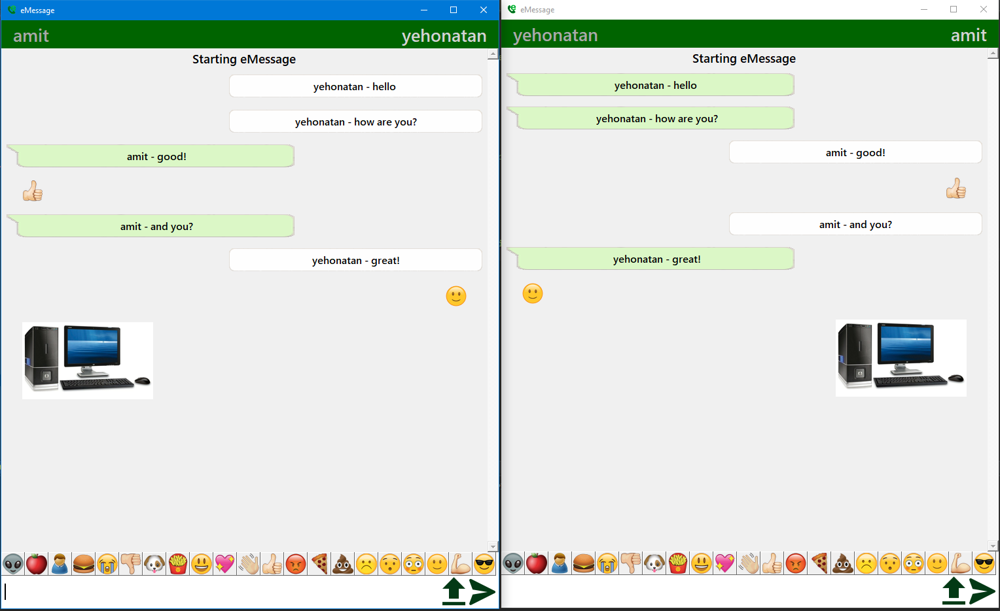 eMessage
amit
yehonatan
Starting eMessage
yehonatan - hello
yehonatan - how are you?
amit - good!
amit - and you?
yehonatan - great!
eMessage
yehonatan
amit
Starting eMessage
yehonatan - hello
yehonatan - how are you?
amit - good!
amit - and you?
yehonatan - great!